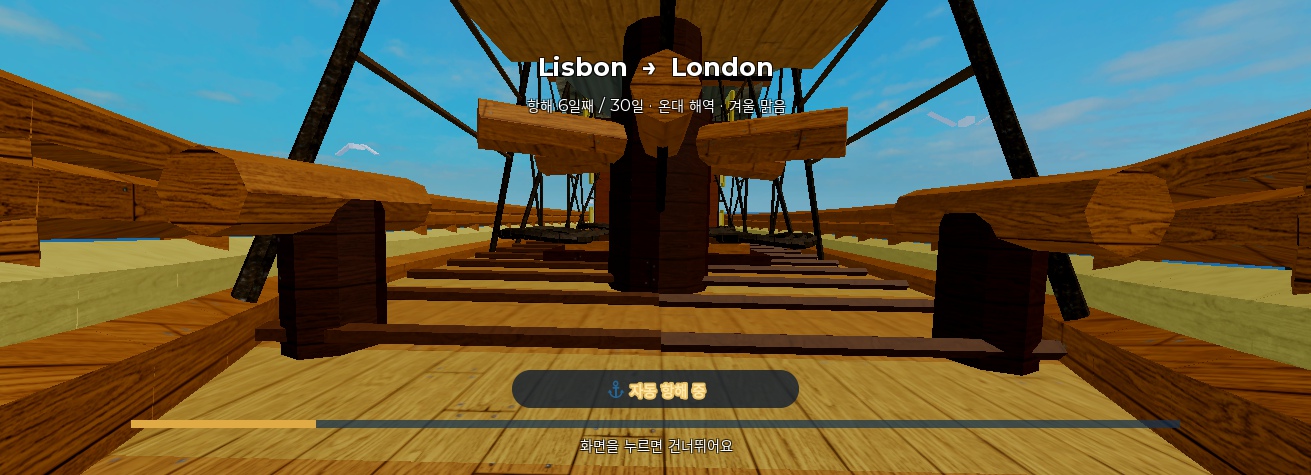 Lisbon → London
항해 6일째 / 30일 · 온대 해역 · 겨울 맑음
⚓ 자동 항해 중
화면을 누르면 건너뛰어요